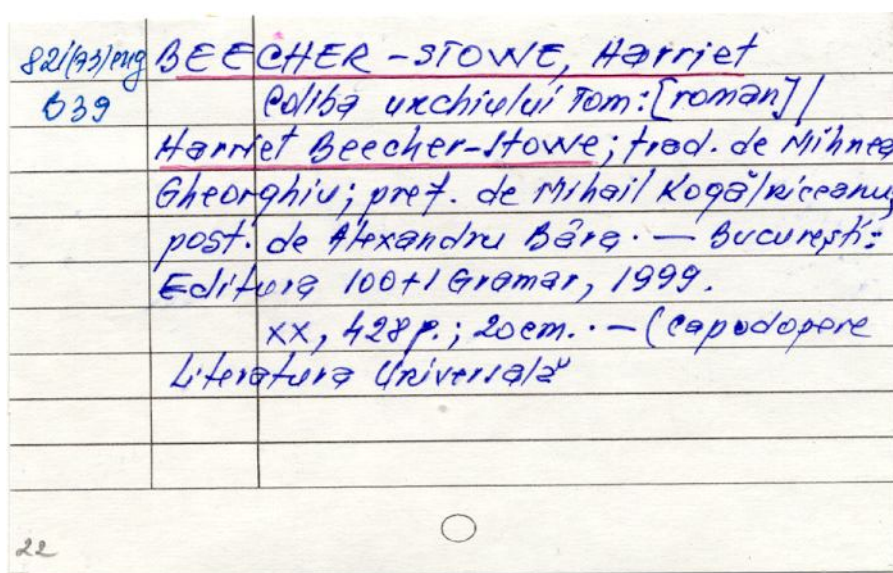 821(73)eng BEECHER-STOWE, Harriet
B39 Coliba unchiului Tom: [roman] /
Harriet Beecher-Stowe; trad. de Mihnea
Gheorghiu; pref. de Mihail Kogălniceanu;
post. de Alexandru Bâra. — București:
Editura 100+1 Gramar, 1999.
XX, 428 p.; 20 cm. . — (Capodopere
Literatura Universală
22